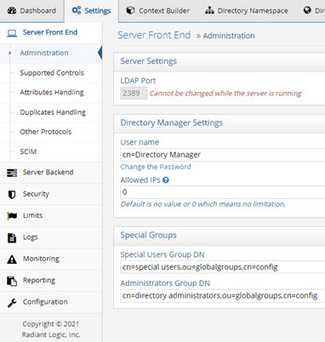 Dashboard
Settings
Context Builder
Directory Namespace
Di
Server Front End
Administration
Supported Controls
Attributes Handling
Duplicates Handling
Other Protocols
SCIM
Server Backend
Security
Limits
Logs
Monitoring
Reporting
Configuration
Copyright © 2021
Radiant Logic, Inc.
Server Front End » Administration
Server Settings
LDAP Port
2389 Cannot be changed while the server is running
Directory Manager Settings
User name
cn=Directory Manager
Change the Password
Allowed IPs
0
Default is no value or 0 which means no limitation.
Special Groups
Special Users Group DN
cn=special users,ou=globalgroups,cn=config
Administrators Group DN
cn=directory administrators,ou=globalgroups,cn=config